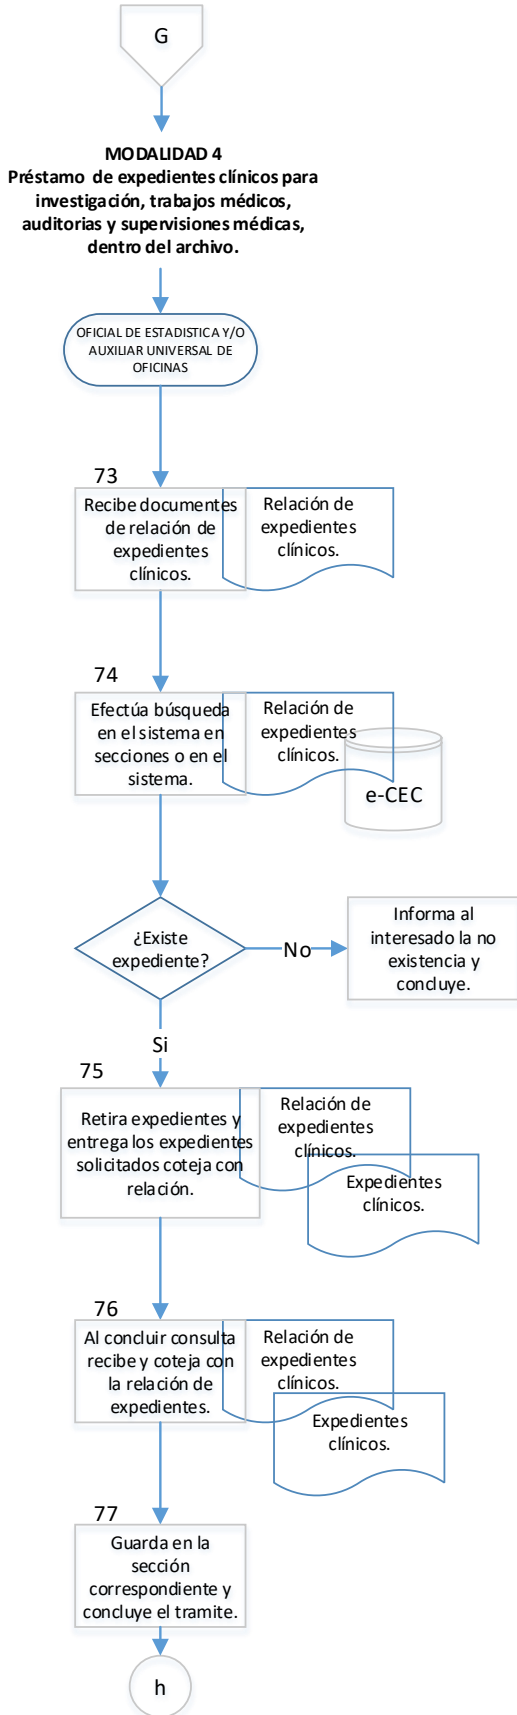 G
MODALIDAD 4
Préstamo de expedientes clínicos para
investigación, trabajos médicos,
auditorias y supervisiones médicas,
dentro del archivo.
OFICIAL DE ESTADISTICA Y/O
AUXILIAR UNIVERSAL DE
OFICINAS
73
Recibe documentes
de relación de
expedientes
clínicos.
Relación de
expedientes
clínicos.
74
Efectúa búsqueda
en el sistema en
secciones o en el
sistema.
Relación de
expedientes
clínicos.
e-CEC
¿Existe
expediente?
No
Informa al
interesado la no
existencia y
concluye.
Si
75
Retira expedientes y
entrega los expedientes
solicitados coteja con
relación.
Relación de
expedientes
clínicos.
Expedientes
clínicos.
76
Al concluir consulta
recibe y coteja con
la relación de
expedientes.
Relación de
expedientes
clínicos.
Expedientes
clínicos.
77
Guarda en la
sección
correspondiente y
concluye el tramite.
h